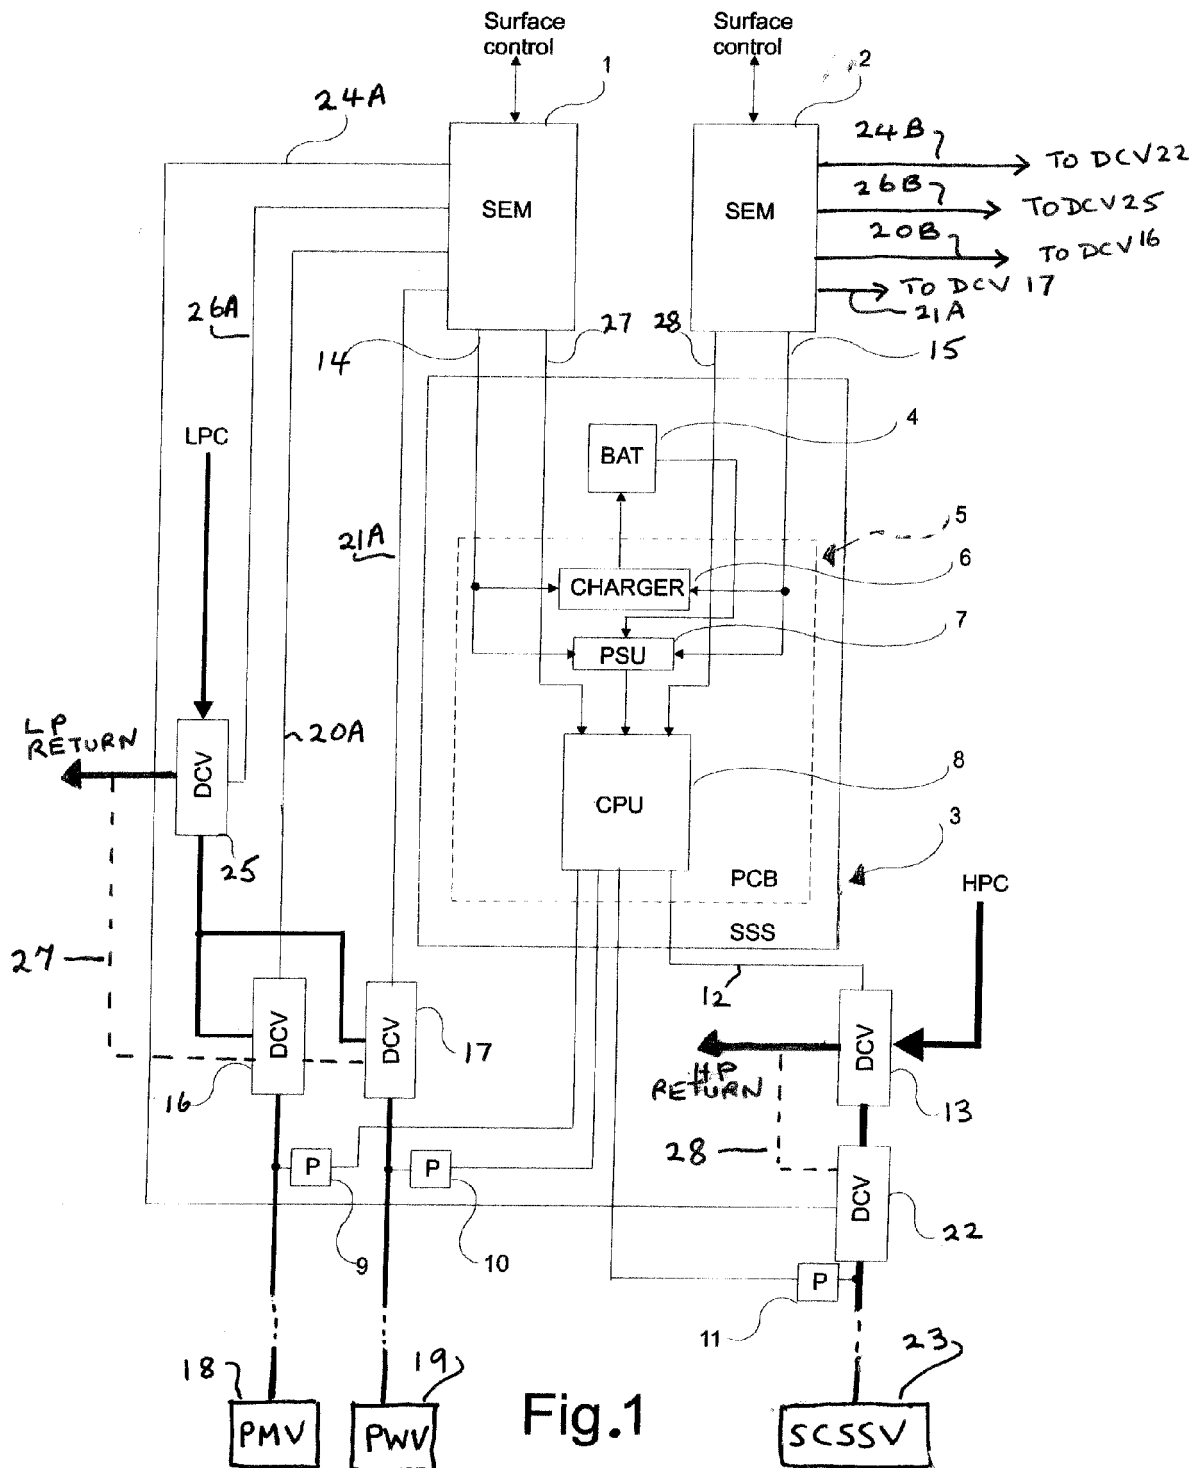 Surface control
Surface control
1
2
24A
24B
TO DCV22
SEM
SEM
26B
TO DCV25
20B
TO DCV16
TO DCV 17
21A
26A
14
27
28
15
LPC
BAT
4
21A
5
CHARGER
6
PSU
7
LP RETURN
20A
DCV
25
CPU
8
3
PCB
HPC
SSS
27
12
DCV
DCV
17
DCV
16
HP RETURN
13
28
P
P
DCV
22
9
10
P
11
18
19
23
PMV
PWV
Fig.1
SCSSV